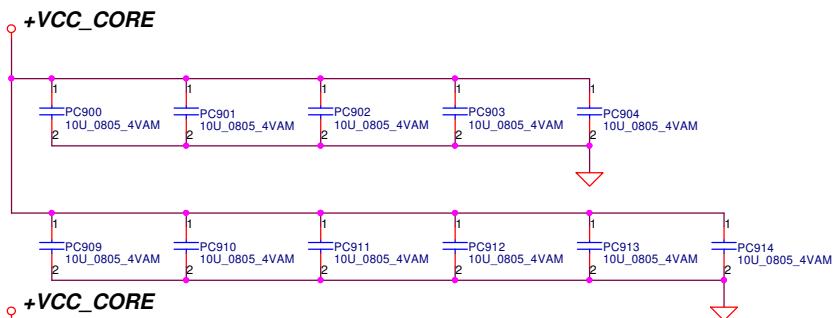 +VCC_CORE
1 1 1 1 1
PC900 PC901 PC902 PC903 PC904
10U_0805_4VAM 10U_0805_4VAM 10U_0805_4VAM 10U_0805_4VAM 10U_0805_4VAM
2 2 2 2 2
1 1 1 1 1 1
PC909 PC910 PC911 PC912 PC913 PC914
10U_0805_4VAM 10U_0805_4VAM 10U_0805_4VAM 10U_0805_4VAM 10U_0805_4VAM 10U_0805_4VAM
2 2 2 2 2 2
+VCC_CORE